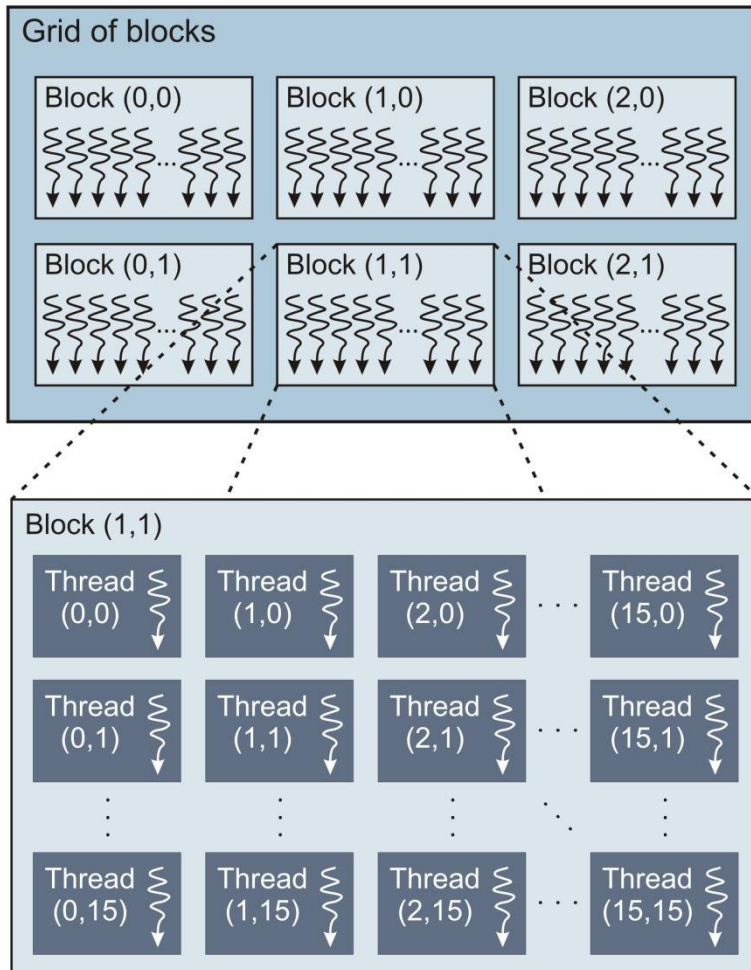 Grid of blocks
Block (0,0) Block (1,0) Block (2,0)
...
...
...
Block (0,1) Block (1,1) Block (2,1)
...
...
...
Block (1,1)
Thread (0,0)
Thread (1,0)
Thread (2,0)
. . .
Thread (15,0)
Thread (0,1)
Thread (1,1)
Thread (2,1)
. . .
Thread (15,1)
Thread (0,15)
Thread (1,15)
Thread (2,15)
. . .
Thread (15,15)